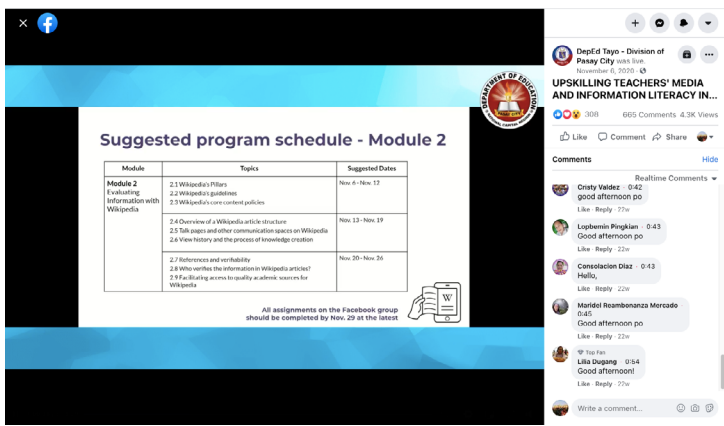 DEPARTMENT OF EDUCATION
PASAY CITY
Suggested program schedule - Module 2
Module Topics Suggested Dates
Module 2
Evaluating
Information with
Wikipedia
2.1 Wikipedia's Pillars
2.2 Wikipedia's guidelines
2.3 Wikipedia's core content policies
Nov. 6 - Nov. 12
2.4 Overview of a Wikipedia article structure
2.5 Talk pages and other communication spaces on Wikipedia
2.6 View history and the process of knowledge creation
Nov. 13 - Nov. 19
2.7 References and verifiability
2.8 Who verifies the information in Wikipedia articles?
2.9 Facilitating access to quality academic sources for
Wikipedia
Nov. 20 - Nov. 26
All assignments on the Facebook group
should be completed by Nov. 29 at the latest
W
DepEd Tayo - Division of
Pasay City was live.
November 6, 2020
UPSKILLING TEACHERS' MEDIA
AND INFORMATION LITERACY IN...
308 665 Comments 4.3K Views
Like Comment Share
Comments Hide
Realtime Comments
Cristy Valdez · 0:42
good afternoon po
Like · Reply · 22w
Lopbemin Pingkian · 0:43
Good afternoon po
Like · Reply · 22w
Consolacion Diaz · 0:43
Hello,
Like · Reply · 22w
Maridol Reambonanza Mercado
0:45
Good afternoon po
Like · Reply · 22w
Top Fan
Lilia Dugang · 0:54
Good afternoon!
Like · Reply · 22w
Write a comment...